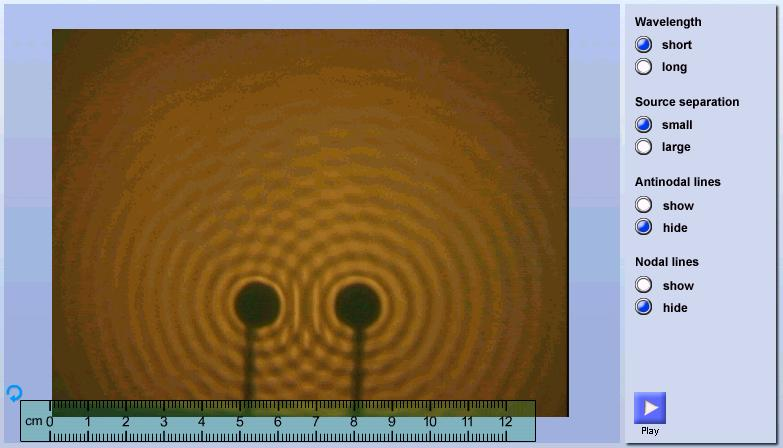 Wavelength
short
long
Source separation
small
large
Antinodal lines
show
hide
Nodal lines
show
hide
Play
cm 0 1 2 3 4 5 6 7 8 9 10 11 12